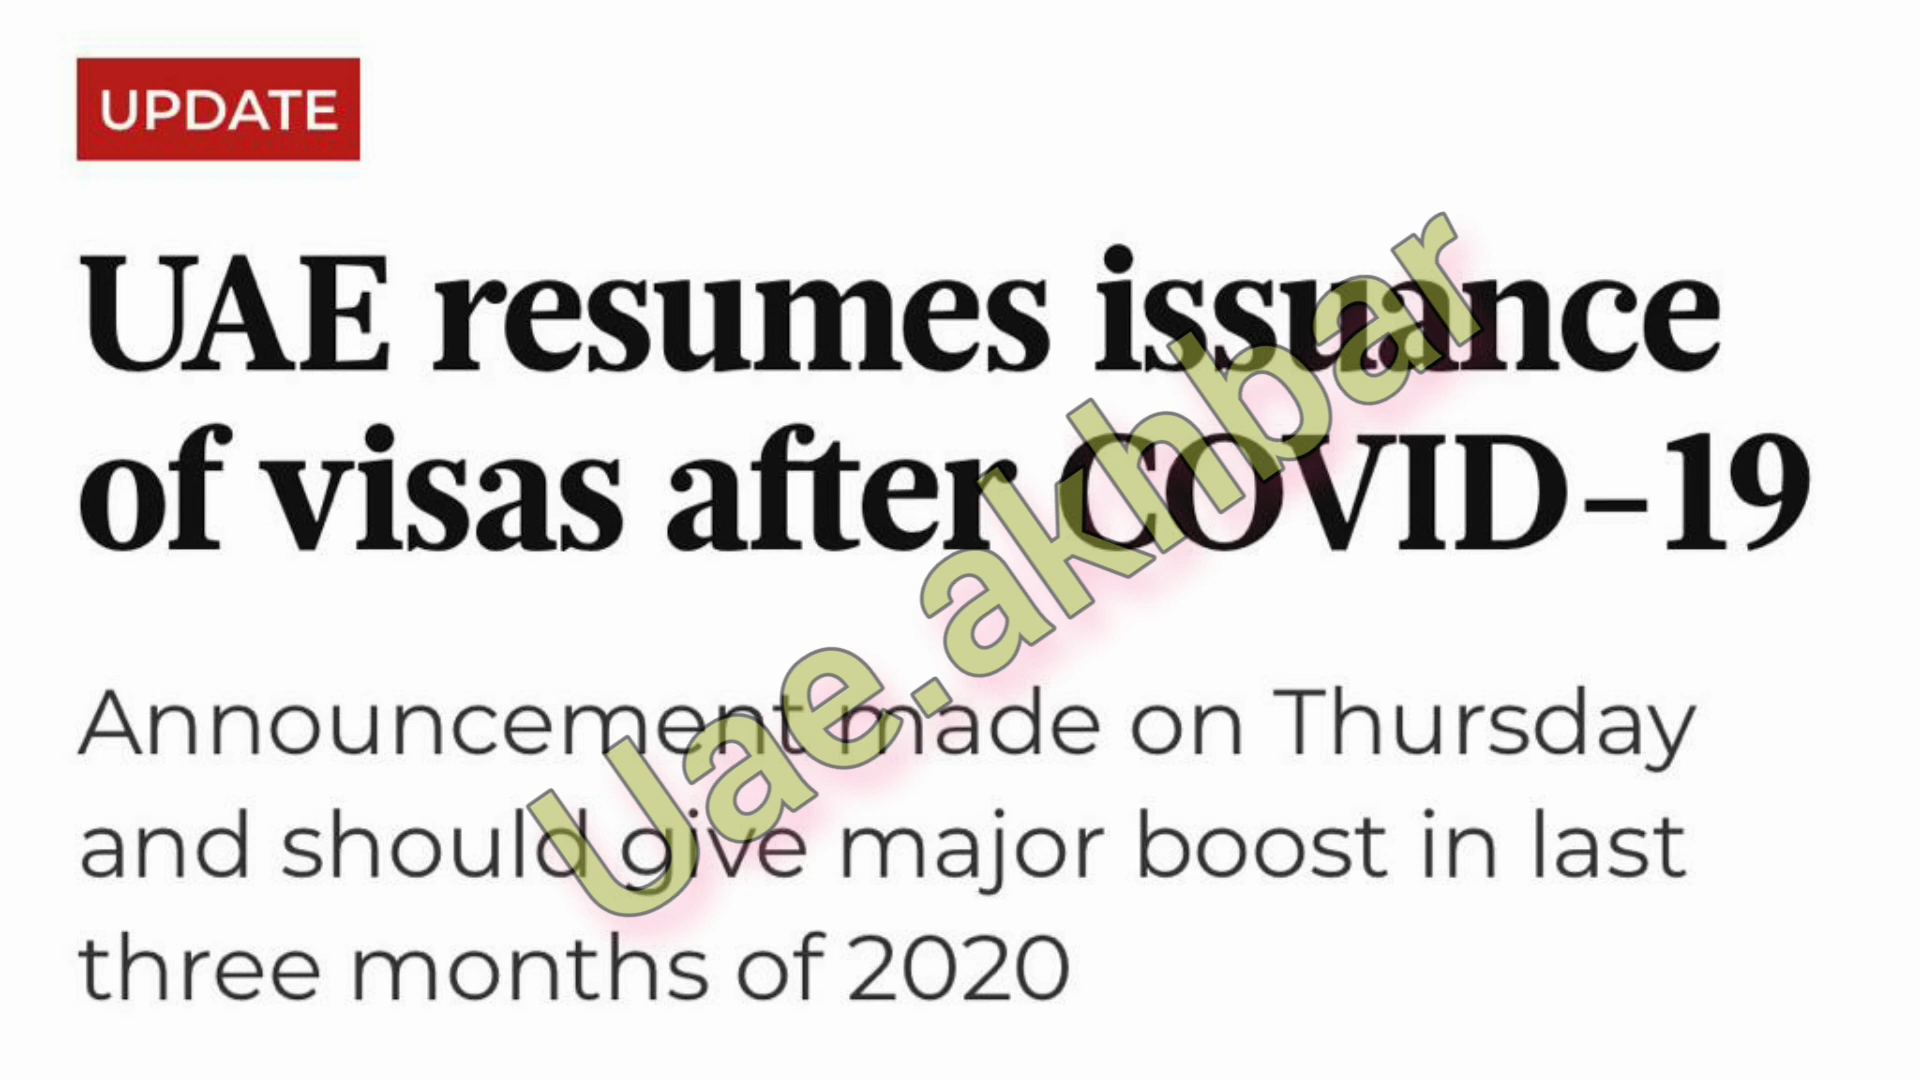 UPDATE
UAE resumes issuance
of visas after COVID-19
Announcement made on Thursday
and should give major boost in last
three months of 2020
Uae.akhbar